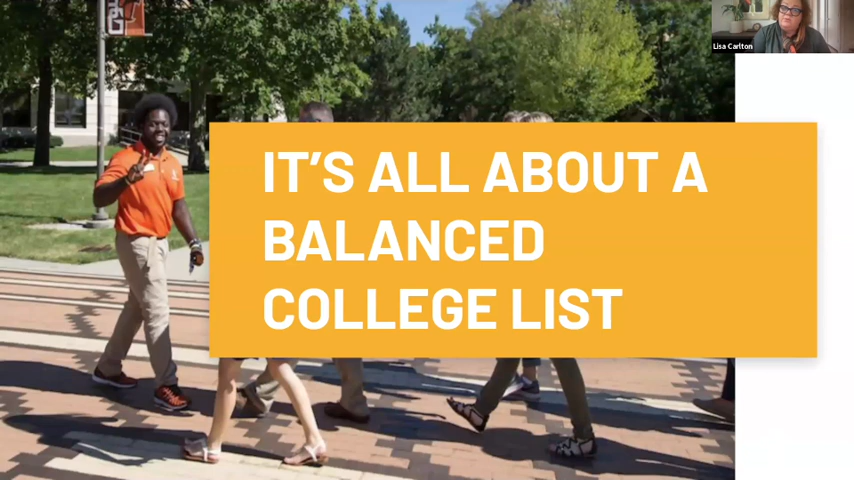 Lisa Carlton
IT'S ALL ABOUT A
BALANCED
COLLEGE LIST